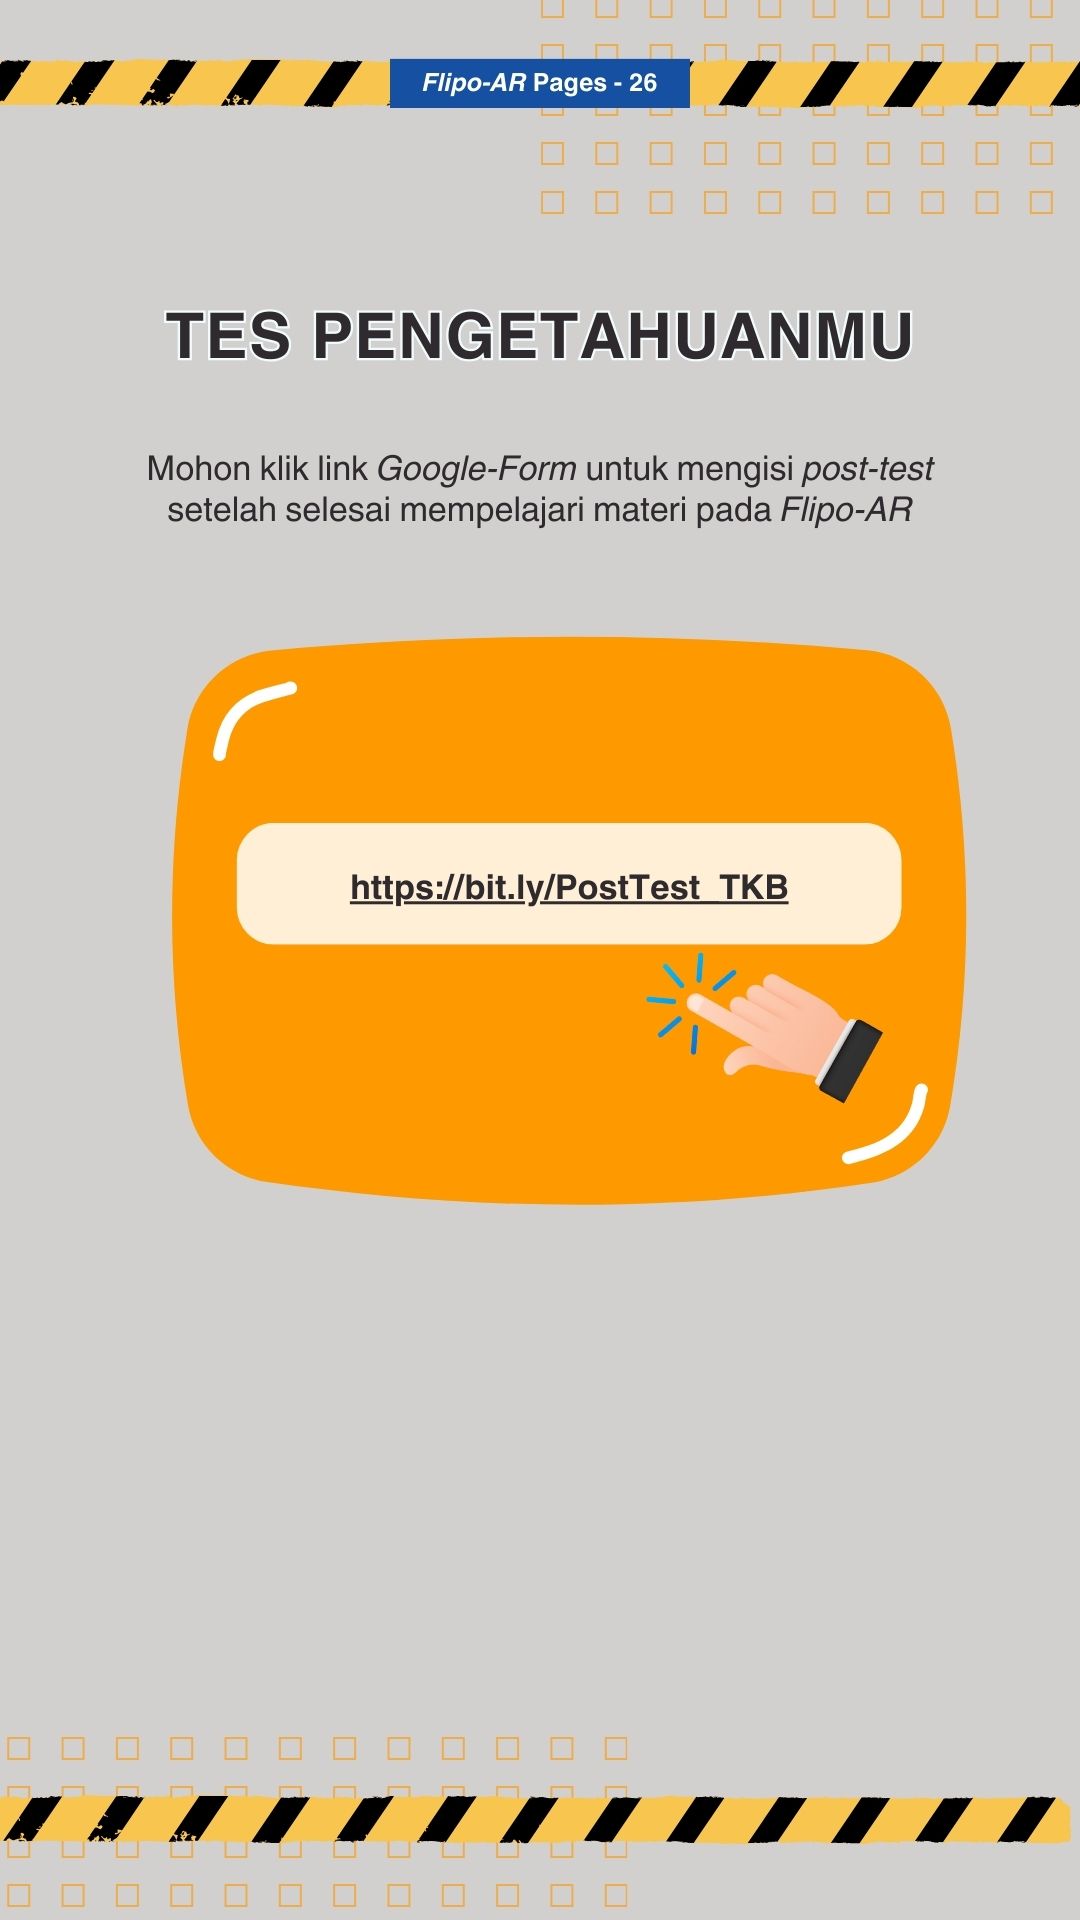 Flipo-AR Pages - 26
TES PENGETAHUANMU
Mohon klik link Google-Form untuk mengisi post-test
setelah selesai mempelajari materi pada Flipo-AR
https://bit.ly/PostTest_TKB